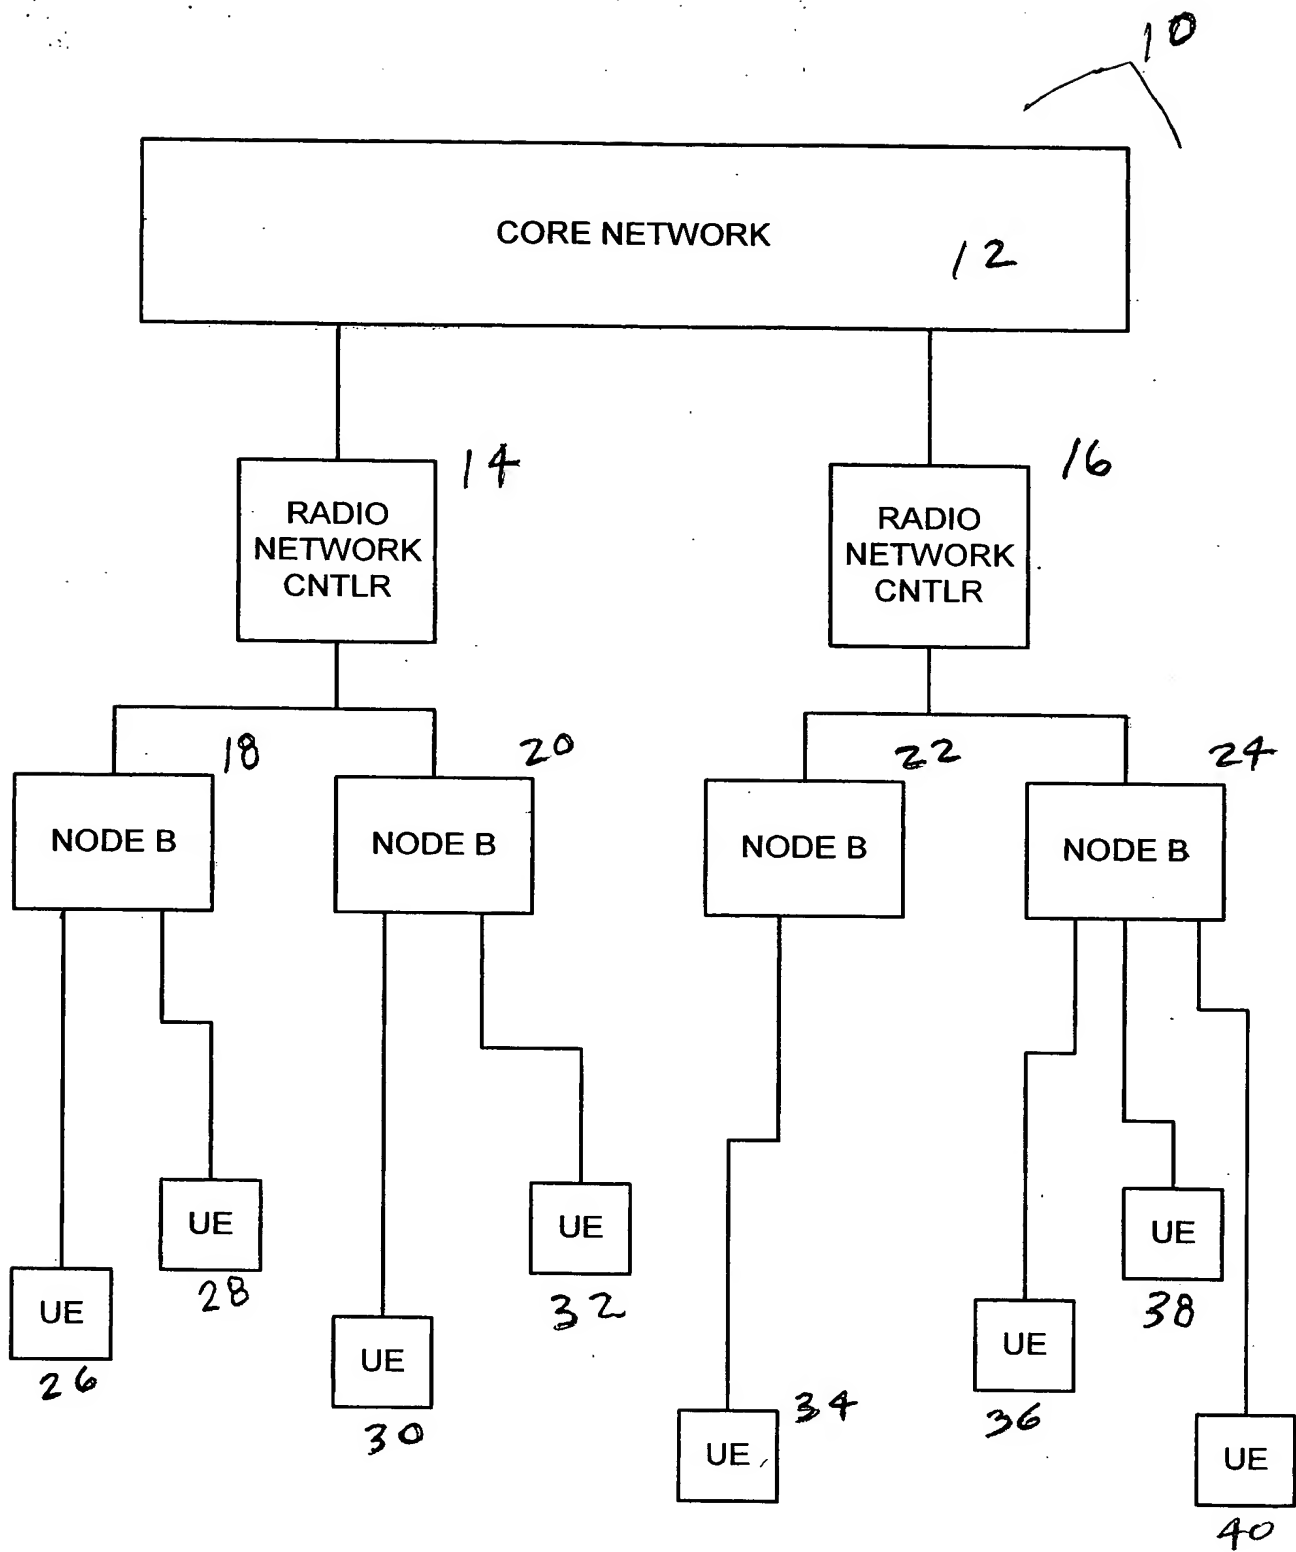 10
CORE NETWORK
12
14
16
RADIO
NETWORK
CNTLR
RADIO
NETWORK
CNTLR
18
20
22
24
NODE B
NODE B
NODE B
NODE B
UE
28
UE
32
UE
38
UE
26
UE
30
UE
36
UE
34
UE
40